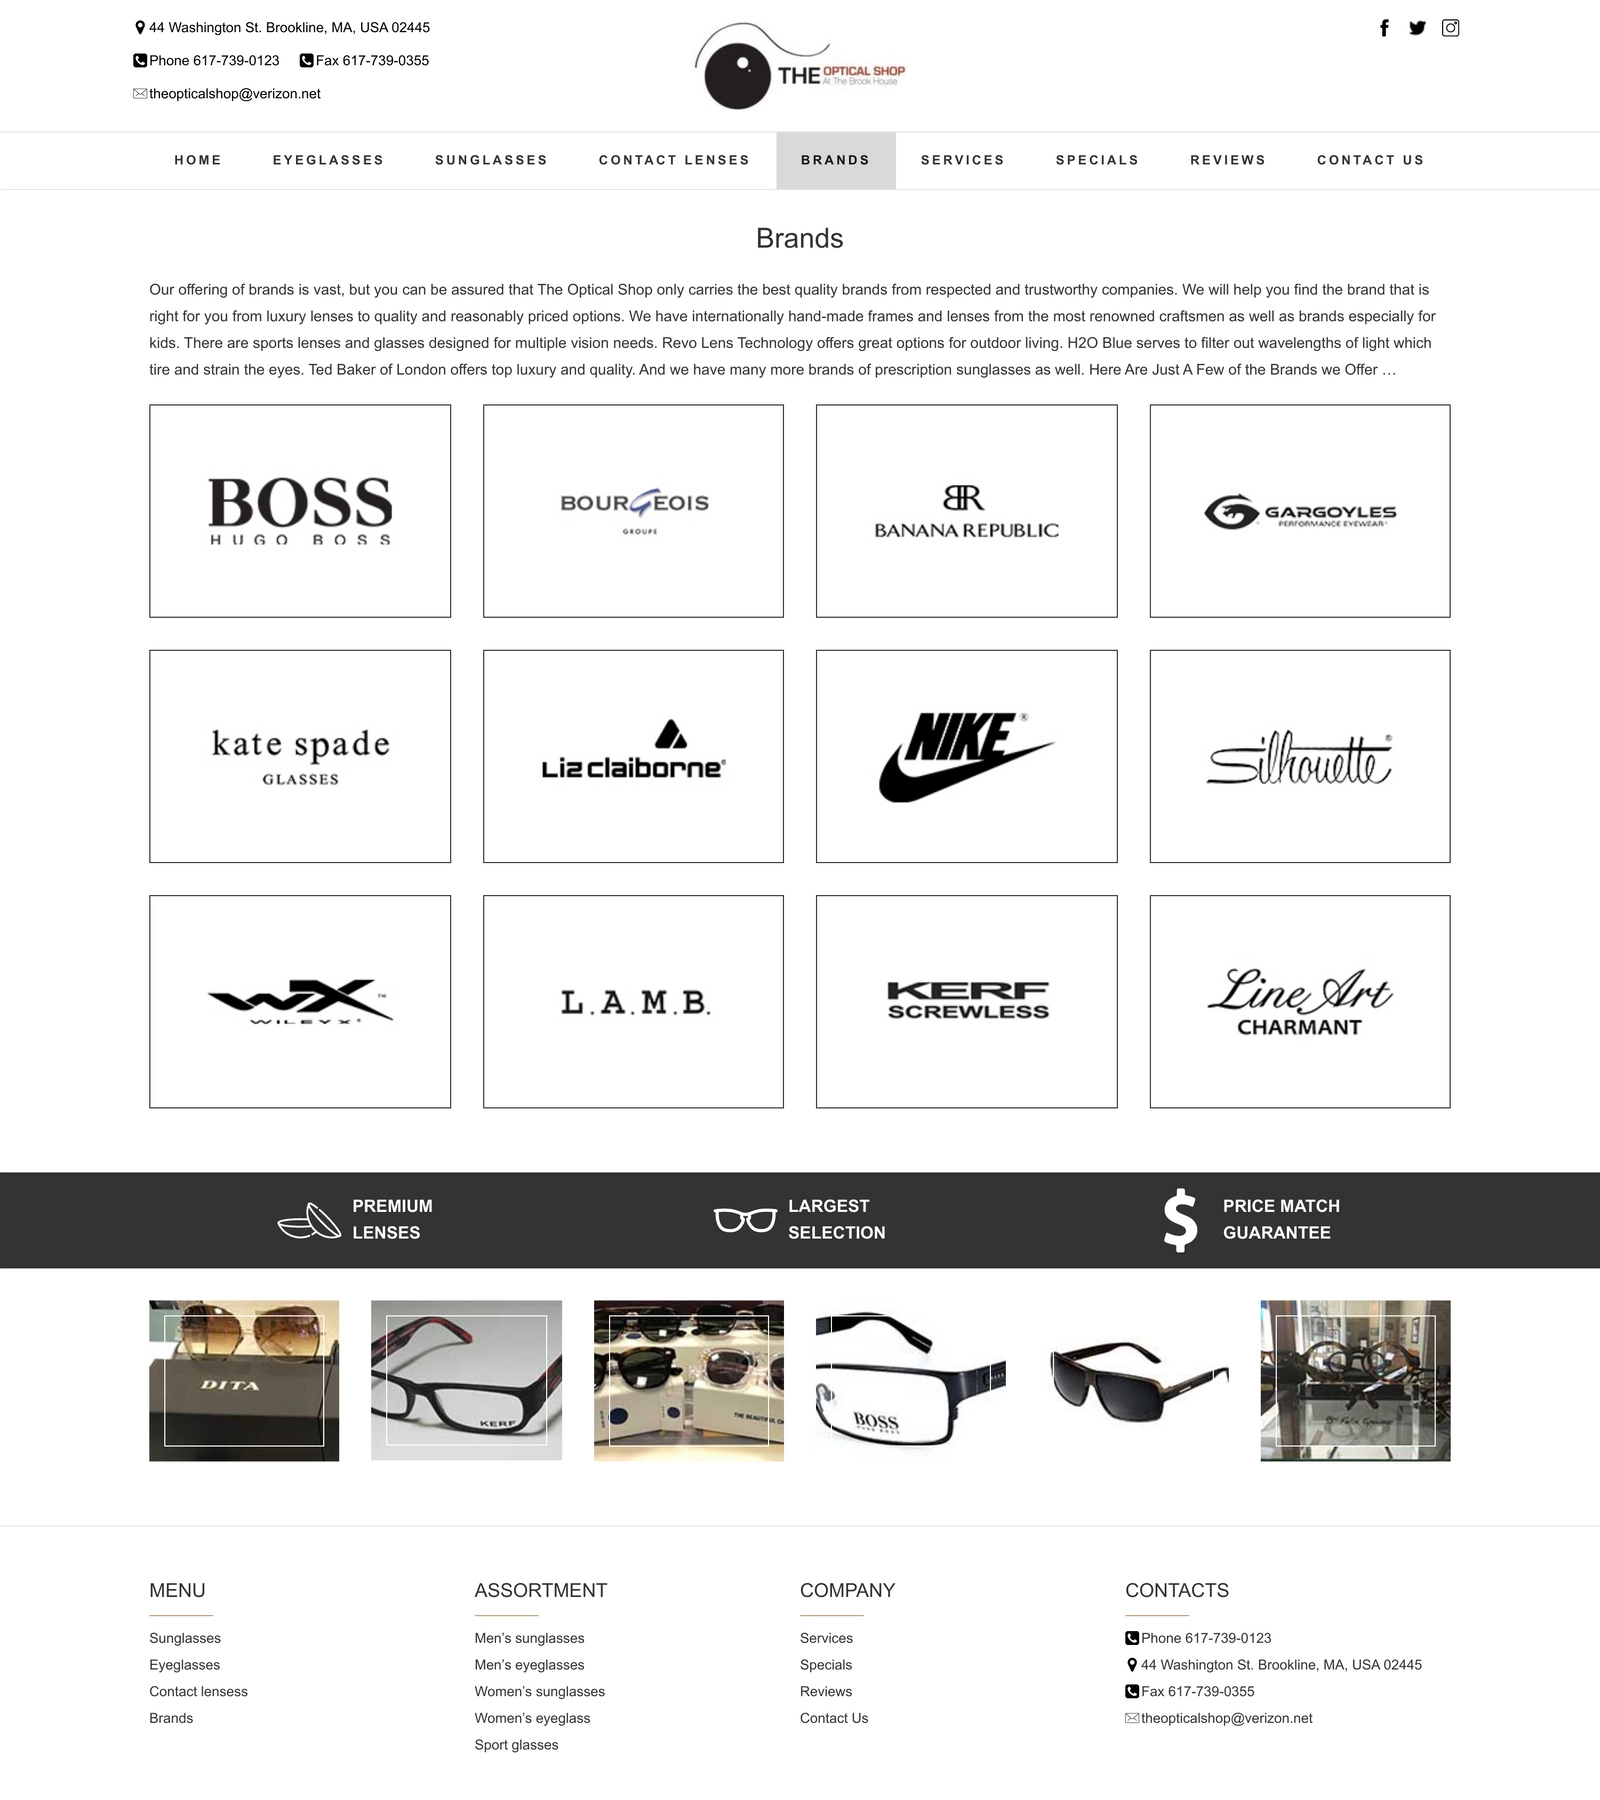 44 Washington St. Brookline, MA, USA 02445
Phone 617-739-0123 Fax 617-739-0355
theopticalshop@verizon.net
THE OPTICAL SHOP
At The Brook House
HOME EYEGLASSES SUNGLASSES CONTACT LENSES BRANDS SERVICES SPECIALS REVIEWS CONTACT US
Brands
Our offering of brands is vast, but you can be assured that The Optical Shop only carries the best quality brands from respected and trustworthy companies. We will help you find the brand that is
right for you from luxury lenses to quality and reasonably priced options. We have internationally hand-made frames and lenses from the most renowned craftsmen as well as brands especially for
kids. There are sports lenses and glasses designed for multiple vision needs. Revo Lens Technology offers great options for outdoor living. H2O Blue serves to filter out wavelengths of light which
tire and strain the eyes. Ted Baker of London offers top luxury and quality. And we have many more brands of prescription sunglasses as well. Here Are Just A Few of the Brands we Offer …
BOSS
HUGO BOSS
BOURGEOIS
GROUPE
BR
BANANA REPUBLIC
GARGOYLES
PERFORMANCE EYEWEAR
kate spade
GLASSES
Liz claiborne®
NIKE®
Silhouette®
WX™
WILEY X®
L.A.M.B.
KERF
SCREWLESS
Line Art
CHARMANT
PREMIUM
LENSES
LARGEST
SELECTION
PRICE MATCH
GUARANTEE
DITA
KERF
THE BEAUTIFUL
BOSS
HUGO BOSS
MENU
Sunglasses
Eyeglasses
Contact lensess
Brands
ASSORTMENT
Men’s sunglasses
Men’s eyeglasses
Women’s sunglasses
Women’s eyeglass
Sport glasses
COMPANY
Services
Specials
Reviews
Contact Us
CONTACTS
Phone 617-739-0123
44 Washington St. Brookline, MA, USA 02445
Fax 617-739-0355
theopticalshop@verizon.net